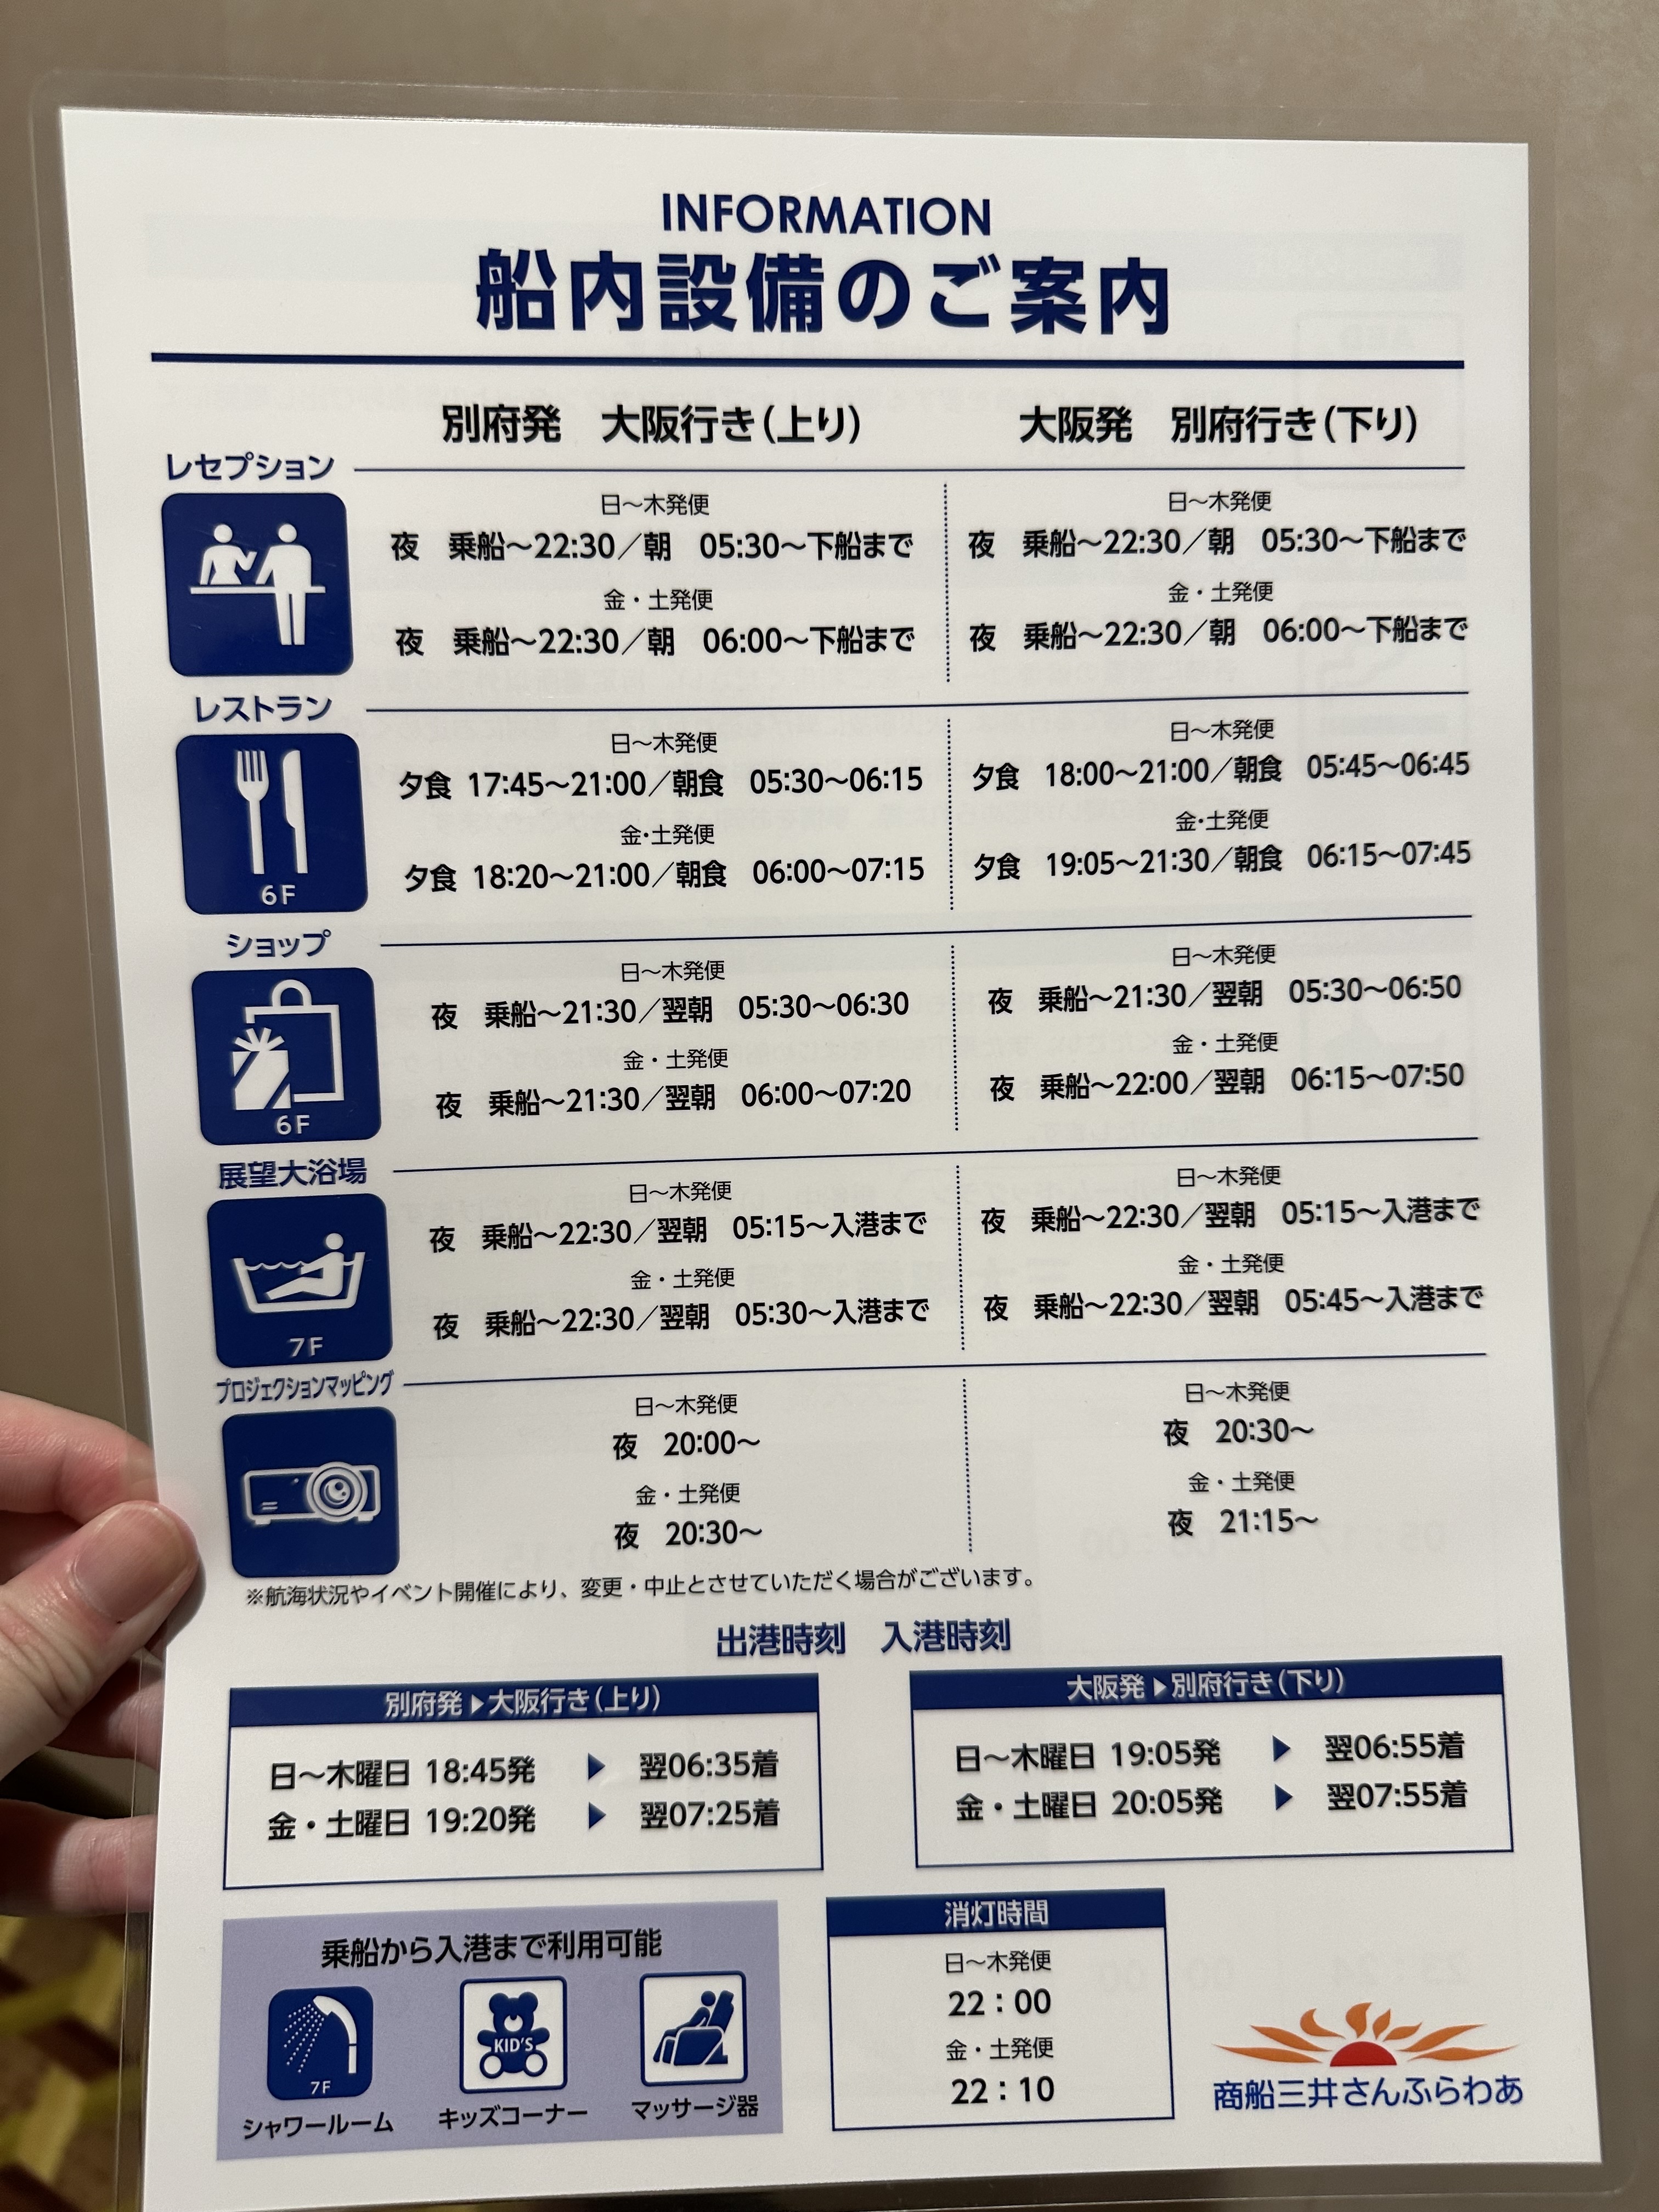 INFORMATION
船内設備のご案内
別府発　大阪行き（上り）　大阪発　別府行き（下り）
レセプション
日～木発便　日～木発便
夜　乗船～22:30／朝　05:30～下船まで　夜　乗船～22:30／朝　05:30～下船まで
金・土発便　金・土発便
夜　乗船～22:30／朝　06:00～下船まで　夜　乗船～22:30／朝　06:00～下船まで
レストラン
日～木発便　日～木発便
夕食 17:45～21:00／朝食　05:30～06:15　夕食　18:00～21:00／朝食　05:45～06:45
金・土発便　金・土発便
夕食 18:20～21:00／朝食　06:00～07:15　夕食　19:05～21:30／朝食　06:15～07:45
6F
ショップ
日～木発便　日～木発便
夜　乗船～21:30／翌朝　05:30～06:30　夜　乗船～21:30／翌朝　05:30～06:50
金・土発便　金・土発便
夜　乗船～21:30／翌朝　06:00～07:20　夜　乗船～22:00／翌朝　06:15～07:50
6F
展望大浴場
日～木発便　日～木発便
夜　乗船～22:30／翌朝　05:15～入港まで　夜　乗船～22:30／翌朝　05:15～入港まで
金・土発便　金・土発便
夜　乗船～22:30／翌朝　05:30～入港まで　夜　乗船～22:30／翌朝　05:45～入港まで
7F
プロジェクションマッピング
日～木発便　日～木発便
夜　20:00～　夜　20:30～
金・土発便　金・土発便
夜　20:30～　夜　21:15～
※航海状況やイベント開催により、変更・中止とさせていただく場合がございます。
出港時刻　入港時刻
別府発▶大阪行き（上り）
日～木曜日 18:45発 ▶ 翌06:35着
金・土曜日 19:20発 ▶ 翌07:25着
大阪発▶別府行き（下り）
日～木曜日 19:05発 ▶ 翌06:55着
金・土曜日 20:05発 ▶ 翌07:55着
乗船から入港まで利用可能
7F
シャワールーム
KID'S
キッズコーナー
マッサージ器
消灯時間
日～木発便
22：00
金・土発便
22：10
商船三井さんふらわあ